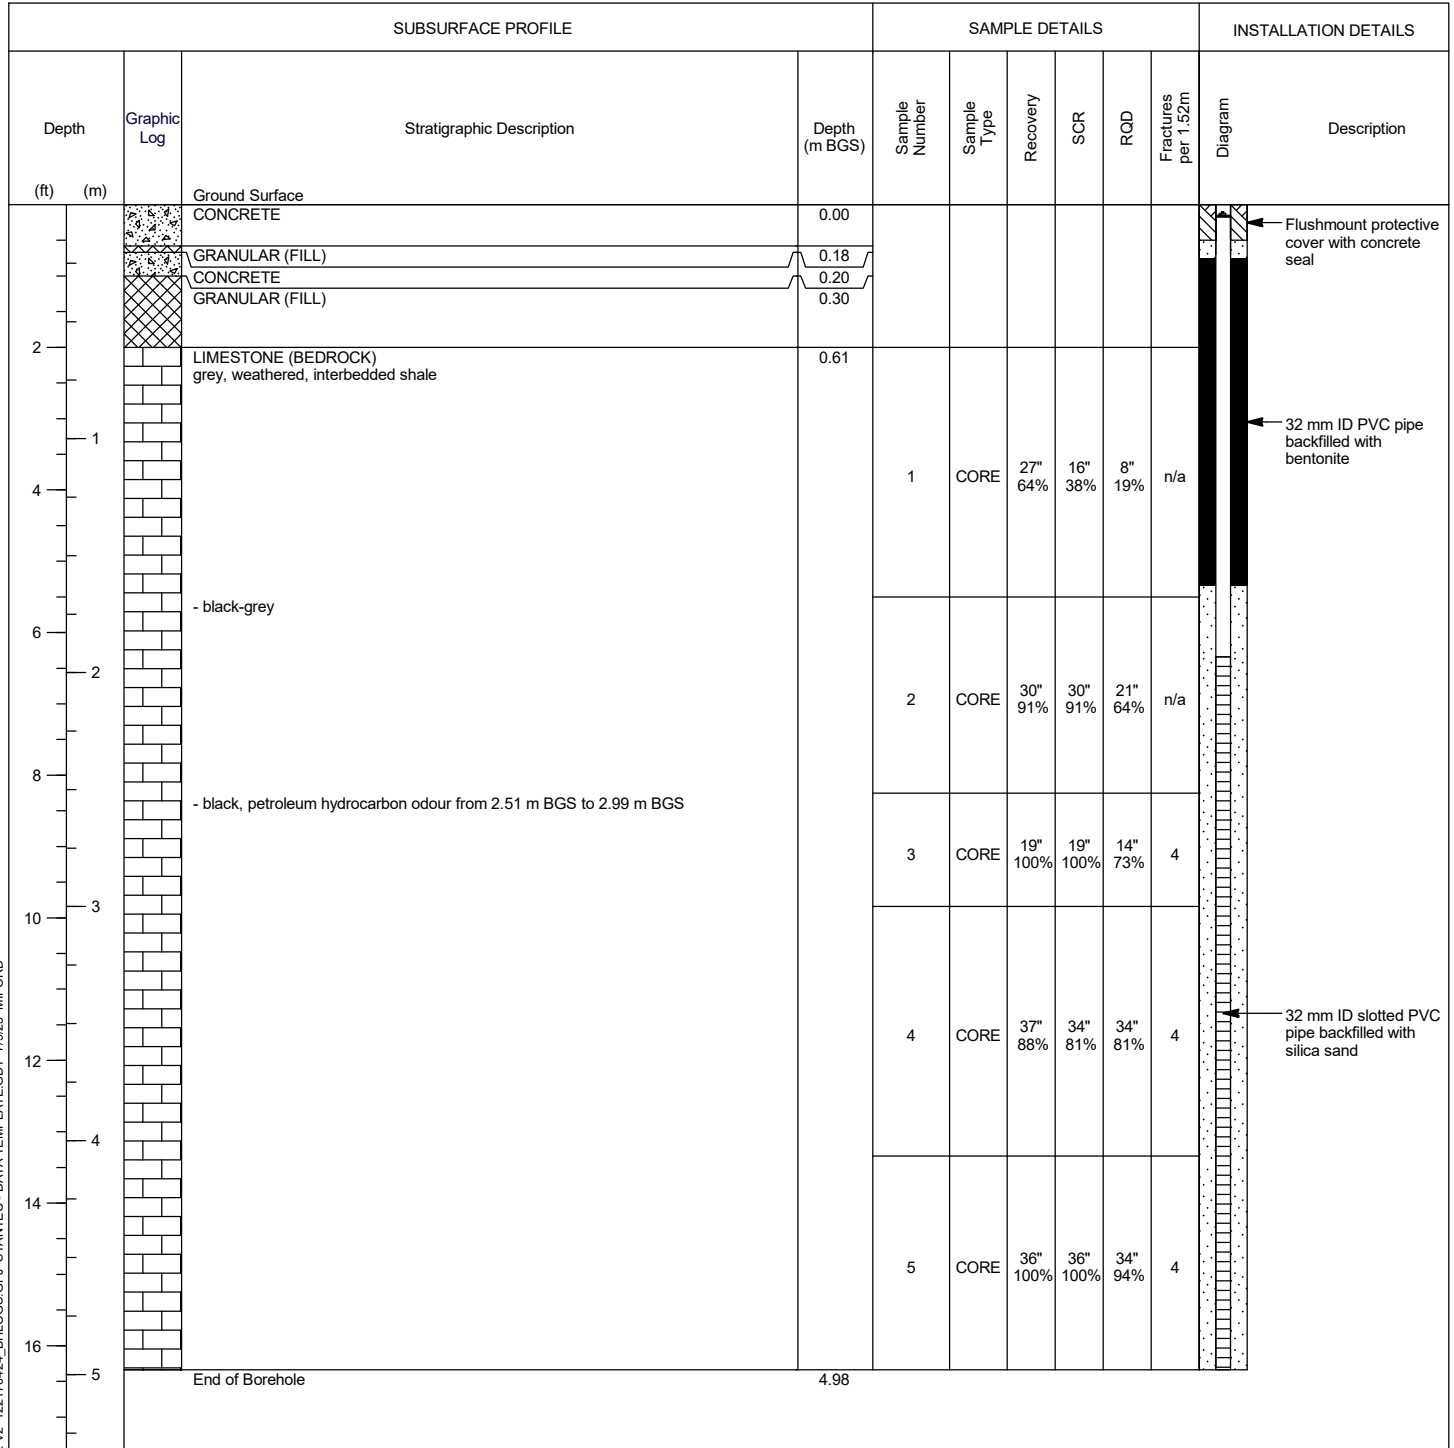 SUBSURFACE PROFILE
SAMPLE DETAILS
INSTALLATION DETAILS
Depth
(ft) (m)
Graphic
Log
Stratigraphic Description
Depth
(m BGS)
Sample
Number
Sample
Type
Recovery
SCR
RQD
Fractures
per 1.52m
Diagram
Description
Ground Surface
CONCRETE 0.00
GRANULAR (FILL) 0.18
CONCRETE 0.20
GRANULAR (FILL) 0.30
Flushmount protective
cover with concrete
seal
2
LIMESTONE (BEDROCK) 0.61
grey, weathered, interbedded shale
1
32 mm ID PVC pipe
backfilled with
bentonite
1 CORE 27" 16" 8" n/a
64% 38% 19%
4
- black-grey
6
2
2 CORE 30" 30" 21" n/a
91% 91% 64%
8
- black, petroleum hydrocarbon odour from 2.51 m BGS to 2.99 m BGS
3 CORE 19" 19" 14" 4
100% 100% 73%
3
10
32 mm ID slotted PVC
pipe backfilled with
silica sand
4 CORE 37" 34" 34" 4
88% 81% 81%
12
4
14
5 CORE 36" 36" 34" 4
100% 100% 94%
16
5
End of Borehole 4.98